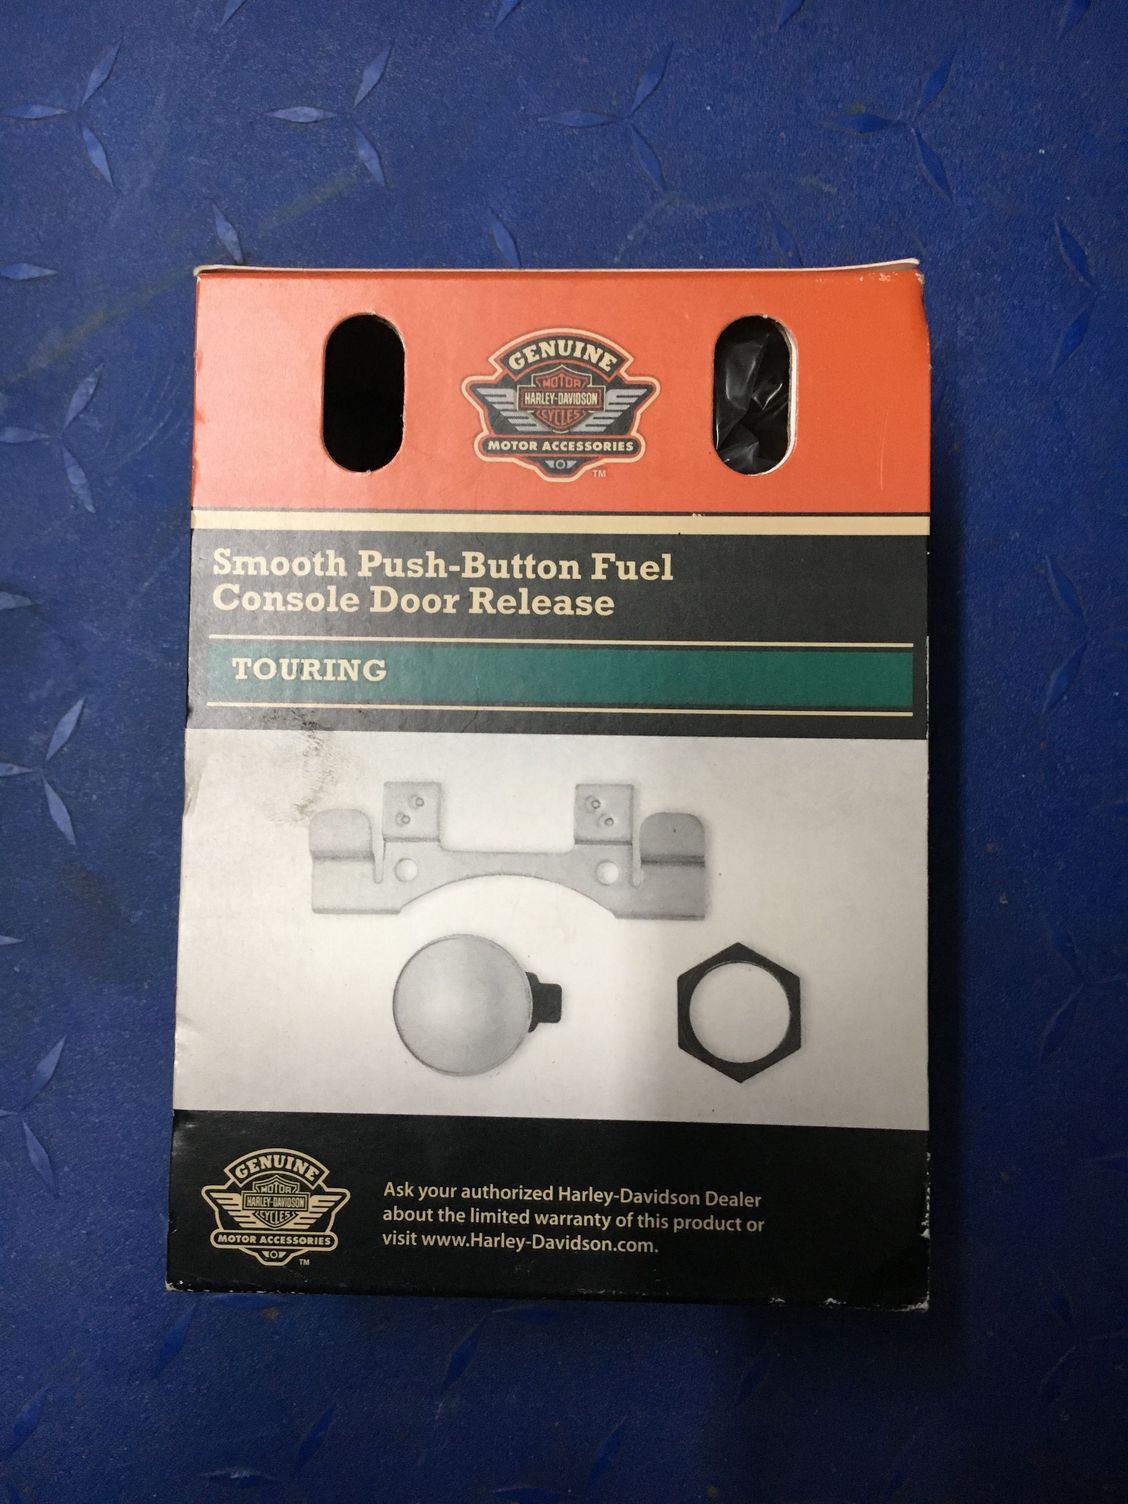 GENUINE
MOTOR
HARLEY-DAVIDSON
CYCLES
MOTOR ACCESSORIES
TM
Smooth Push-Button Fuel
Console Door Release
TOURING
GENUINE
MOTOR
HARLEY-DAVIDSON
CYCLES
MOTOR ACCESSORIES
TM
Ask your authorized Harley-Davidson Dealer
about the limited warranty of this product or
visit www.Harley-Davidson.com.